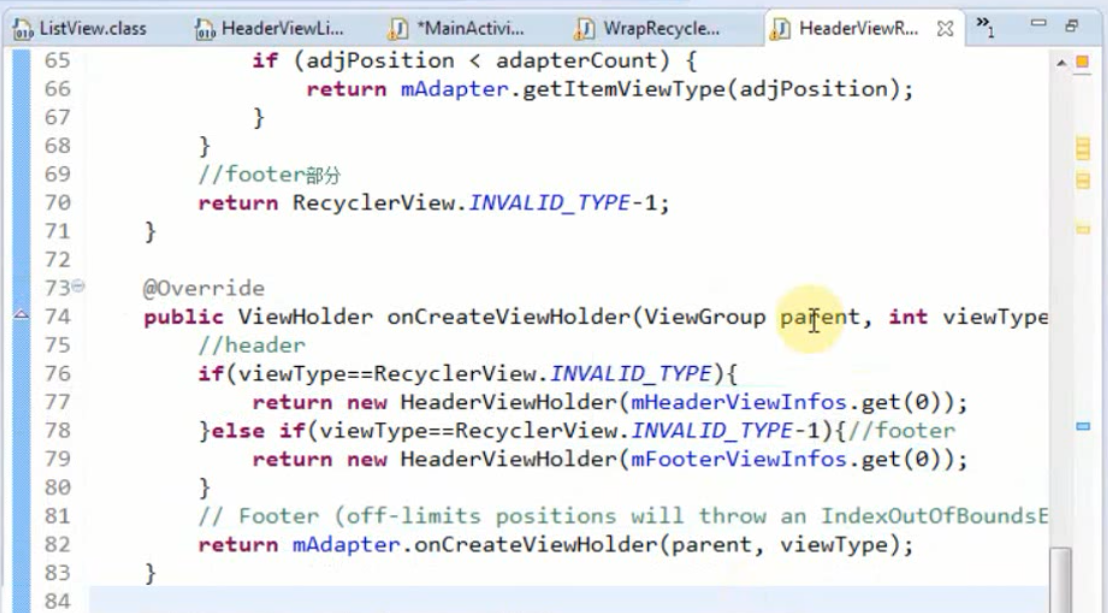 ListView.class HeaderViewLi... *MainActivi... WrapRecycle... HeaderViewR... »1
65 if (adjPosition < adapterCount) {
66 return mAdapter.getItemViewType(adjPosition);
67 }
68 }
69 //footer部分
70 return RecyclerView.INVALID_TYPE-1;
71 }
72
73 @Override
74 public ViewHolder onCreateViewHolder(ViewGroup parent, int viewType
75 //header
76 if(viewType==RecyclerView.INVALID_TYPE){
77 return new HeaderViewHolder(mHeaderViewInfos.get(0));
78 }else if(viewType==RecyclerView.INVALID_TYPE-1){//footer
79 return new HeaderViewHolder(mFooterViewInfos.get(0));
80 }
81 // Footer (off-limits positions will throw an IndexOutOfBoundsE
82 return mAdapter.onCreateViewHolder(parent, viewType);
83 }
84